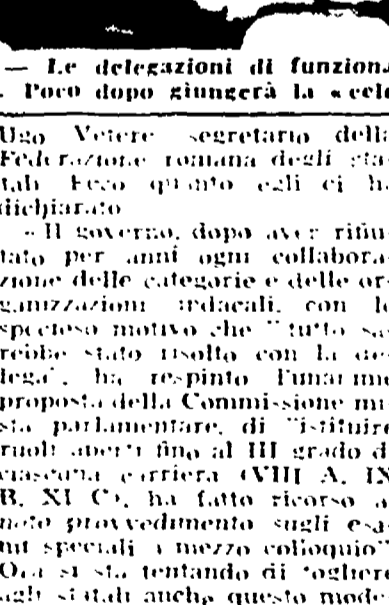 — Le delegazioni di funzion
. Poco dopo giungerà la «cele
Ugo Vetere segretario della
Federazione romana degli sta-
tali Ecco quanto egli ci ha
dichiarato
«Il governo, dopo aver rifiu-
tato per anni ogni collabora-
zione delle categorie e delle or-
ganizzazioni sindacali, con lo
specioso motivo che "tutto sa-
rebbe stato risolto con la de-
lega", ha respinto l'unanime
proposta della Commissione mi-
sta parlamentare, di "istituire
ruoli aperti fino al III grado di
ciascuna carriera (VIII A, IX
B, XI C), ha fatto ricorso al
noto provvedimento sugli esa-
mi speciali a mezzo colloquio"
Ora si sta tentando di togliere
agli statali anche questo mode-